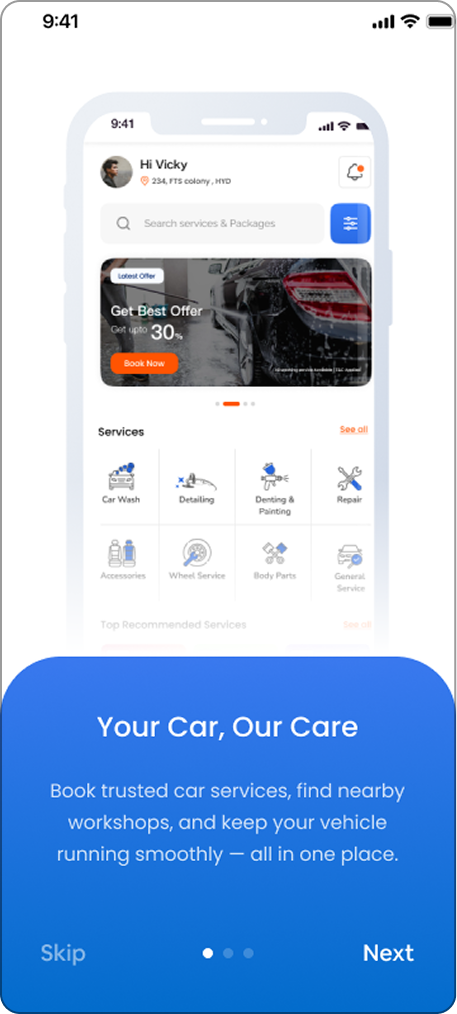 9:41
9:41
Hi Vicky
234, FTS colony , HYD
Search services & Packages
Latest Offer
Get Best Offer
Get upto 30%
Book Now
Services
See all
Car Wash
Detailing
Denting &
Painting
Repair
Accessories
Wheel Service
Body Parts
General
Service
Top Recommended Services
See all
Your Car, Our Care
Book trusted car services, find nearby
workshops, and keep your vehicle
running smoothly — all in one place.
Skip
Next